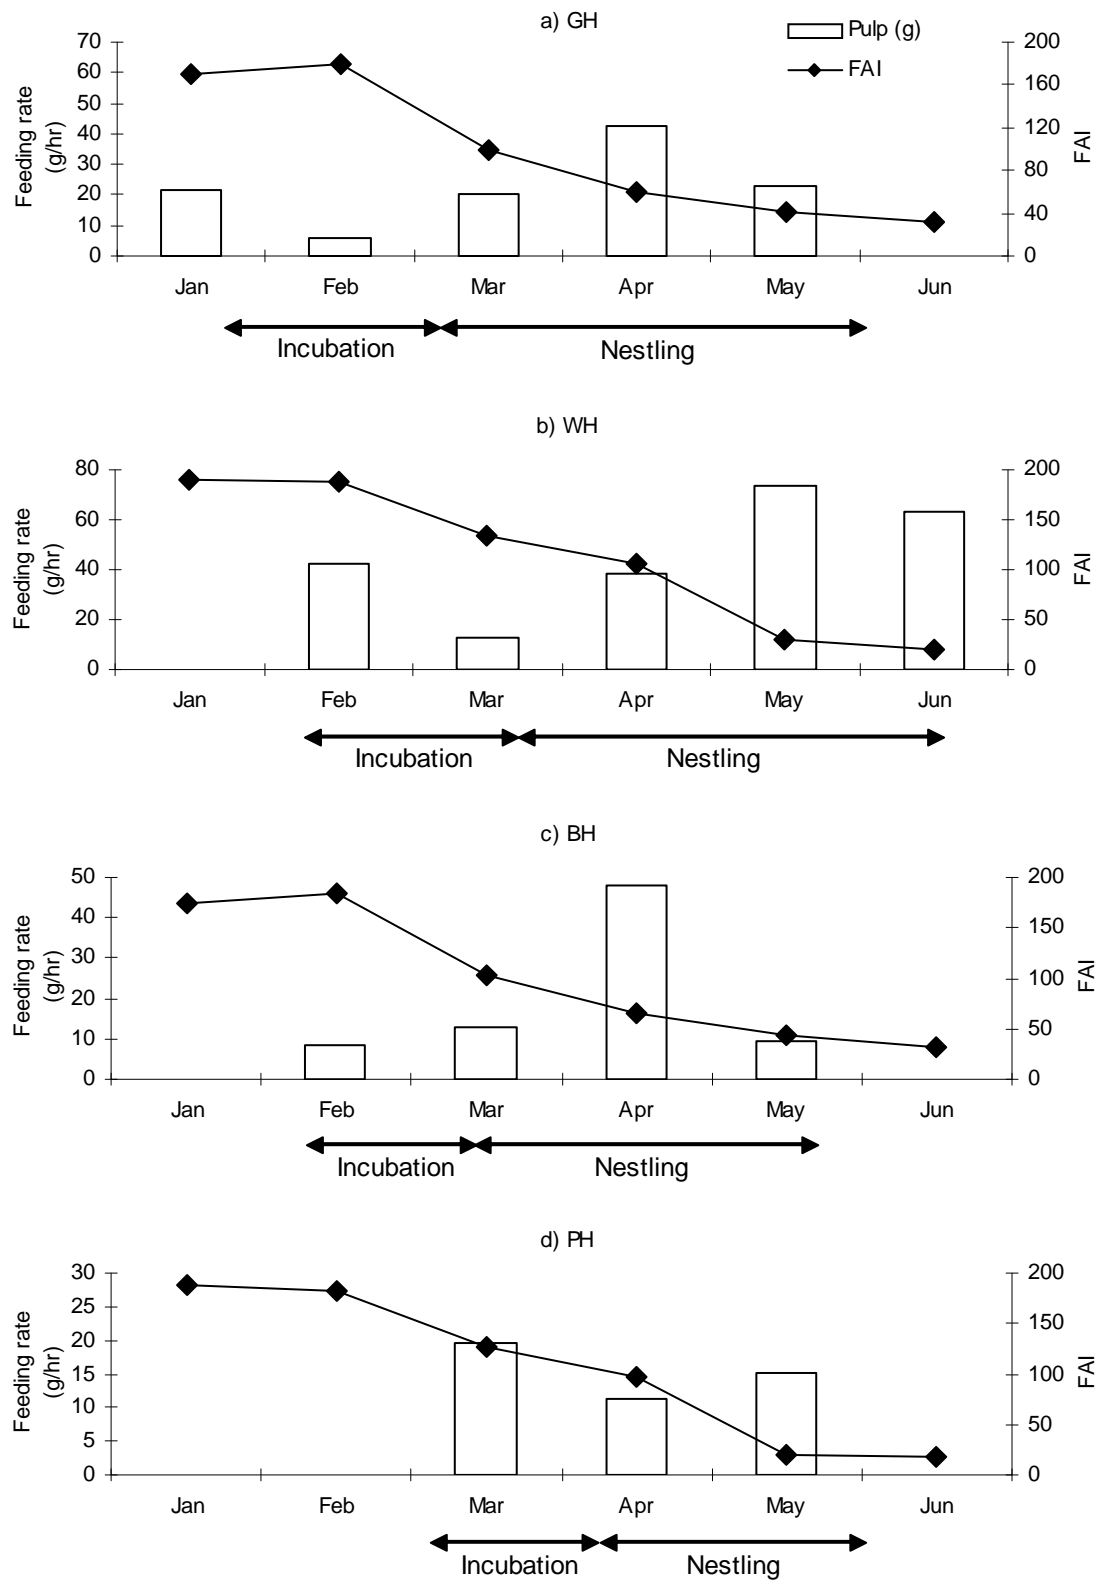 a) GH
Pulp (g)
FAI
70
60
50
40
30
20
10
0
Feeding rate
(g/hr)
200
160
120
80
40
0
FAI
Jan Feb Mar Apr May Jun
Incubation Nestling
b) WH
80
60
40
20
0
Feeding rate
(g/hr)
200
150
100
50
0
FAI
Jan Feb Mar Apr May Jun
Incubation Nestling
c) BH
50
40
30
20
10
0
Feeding rate
(g/hr)
200
150
100
50
0
FAI
Jan Feb Mar Apr May Jun
Incubation Nestling
d) PH
30
25
20
15
10
5
0
Feeding rate
(g/hr)
200
150
100
50
0
FAI
Jan Feb Mar Apr May Jun
Incubation Nestling